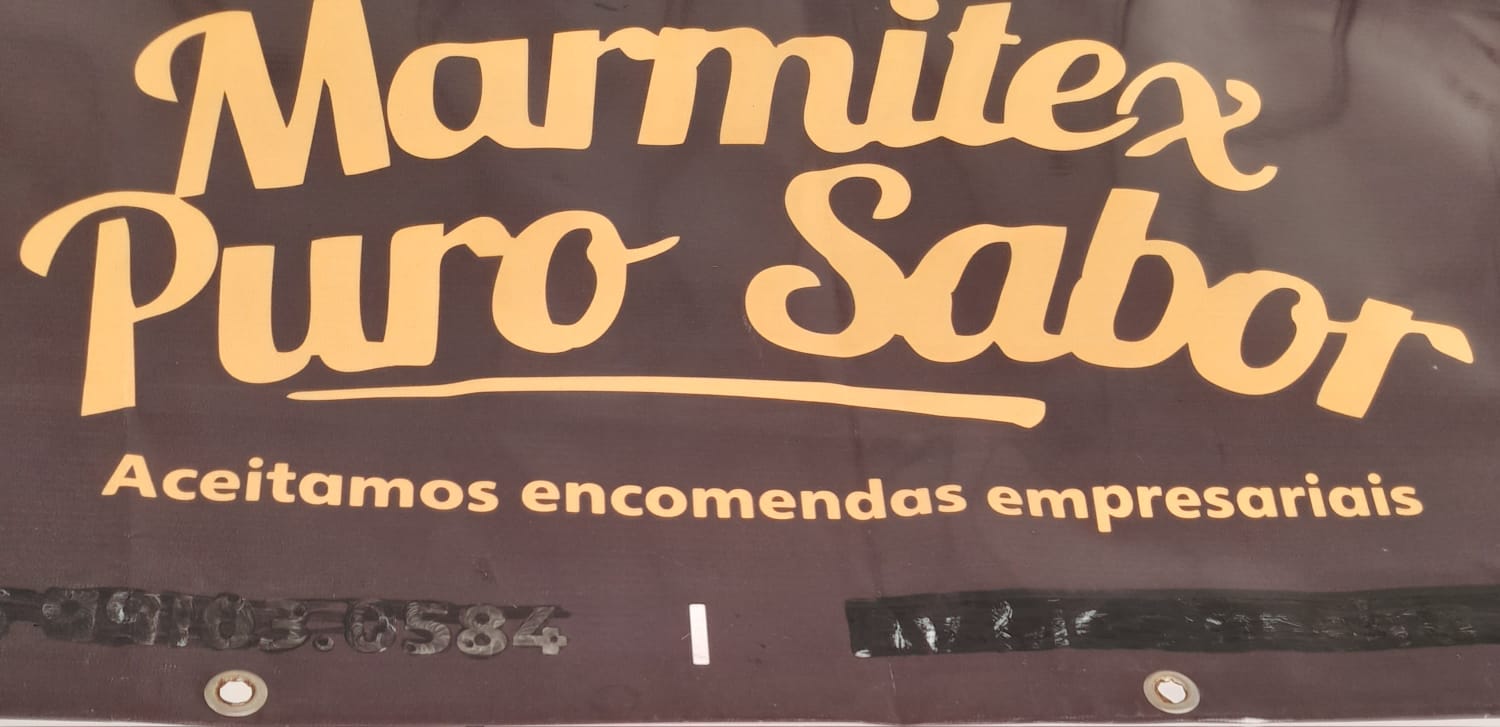 Marmitex
Puro Sabor
Aceitamos encomendas empresariais